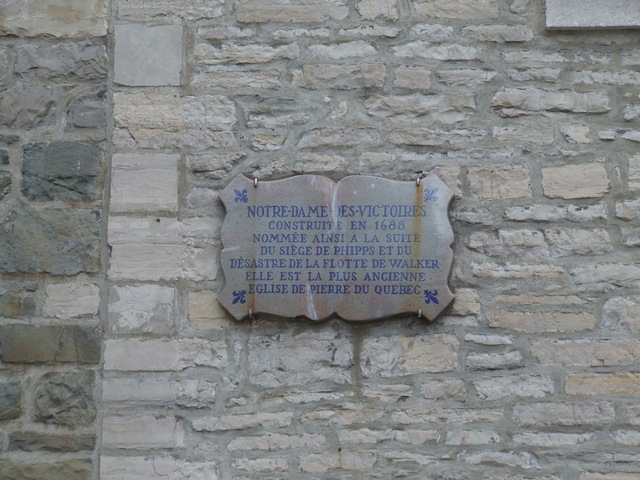 NOTRE-DAME-DES-VICTOIRES
CONSTRUITE EN 1688
NOMMÉE AINSI À LA SUITE
DU SIÈGE DE PHIPPS ET DU
DÉSASTRE DE LA FLOTTE DE WALKER
ELLE EST LA PLUS ANCIENNE
ÉGLISE DE PIERRE DU QUÉBEC